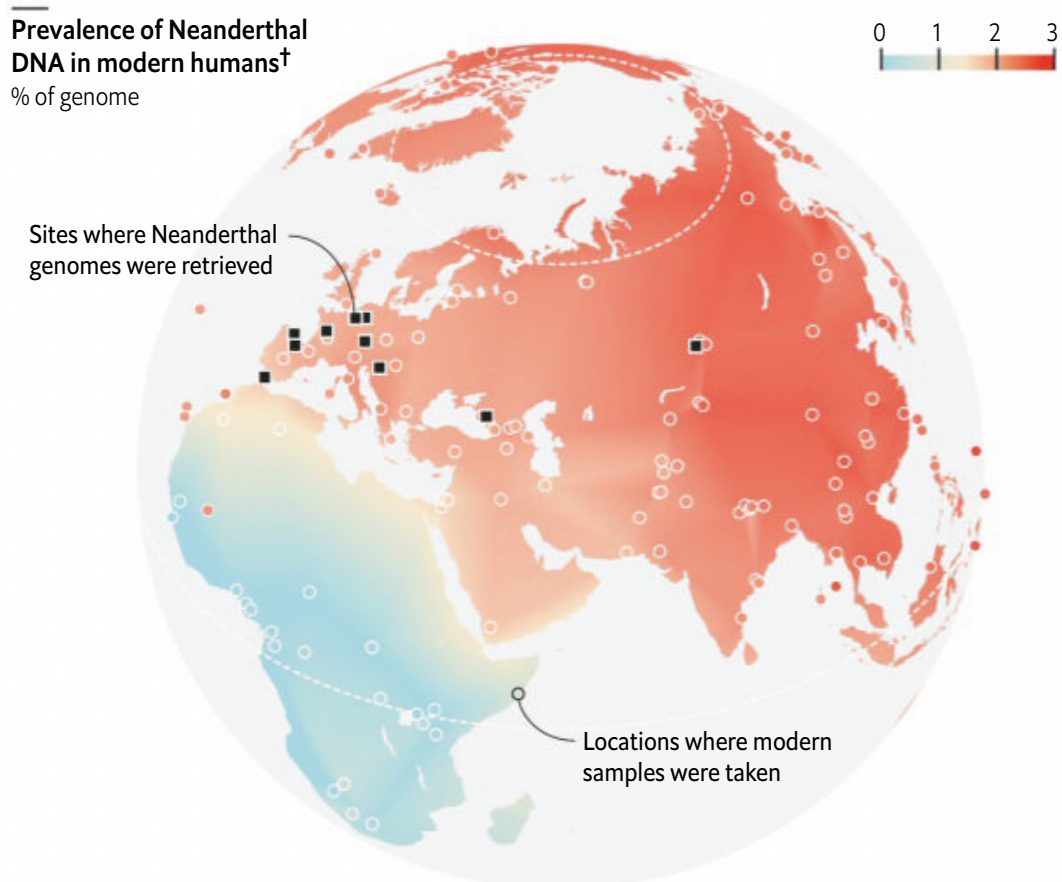 Prevalence of Neanderthal
DNA in modern humans†
% of genome
0 1 2 3
Sites where Neanderthal
genomes were retrieved
Locations where modern
samples were taken